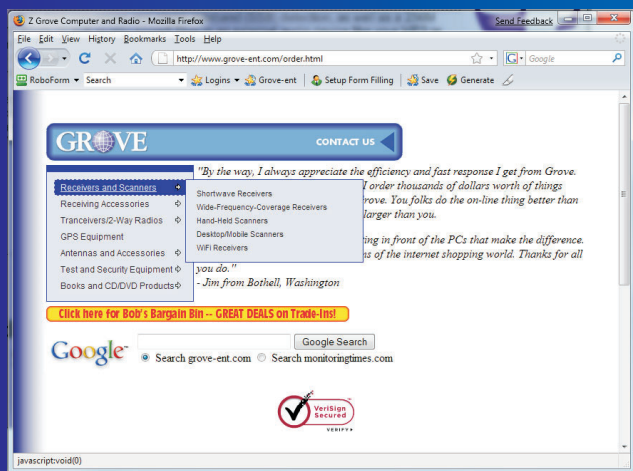 Z Grove Computer and Radio - Mozilla Firefox
Send Feedback
File Edit View History Bookmarks Tools Help
http://www.grove-ent.com/order.html
Google
RoboForm Search Logins Grove-ent Setup Form Filling Save Generate
GROVE
CONTACT US
Receivers and Scanners
Receiving Accessories
Tranceivers/2-Way Radios
GPS Equipment
Antennas and Accessories
Test and Security Equipment
Books and CD/DVD Products
Shortwave Receivers
Wide-Frequency-Coverage Receivers
Hand-Held Scanners
Desktop/Mobile Scanners
WiFi Receivers
"By the way, I always appreciate the efficiency and fast response I get from Grove.
I order thousands of dollars worth of things
rove. You folks do the on-line thing better than
larger than you.
ing in front of the PCs that make the difference.
ns of the internet shopping world. Thanks for all
you do."
- Jim from Bothell, Washington
Click here for Bob's Bargain Bin -- GREAT DEALS on Trade-Ins!
Google
Google Search
Search grove-ent.com Search monitoringtimes.com
VeriSign
Secured
VERIFY
javascript:void(0)